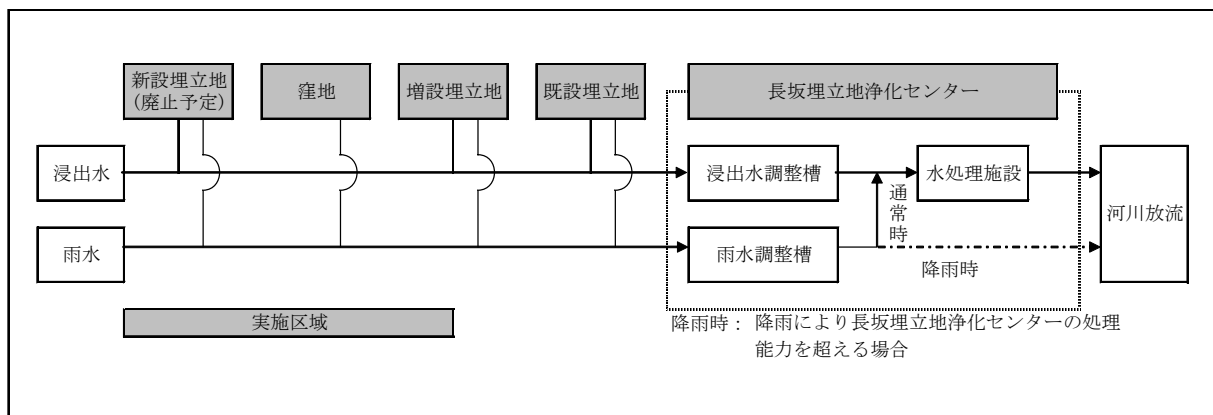 新設埋立地
(廃止予定)
窪地
増設埋立地
既設埋立地
長坂埋立地浄化センター
浸出水
浸出水調整槽
水処理施設
通常時
河川放流
雨水
雨水調整槽
降雨時
実施区域
降雨時： 降雨により長坂埋立地浄化センターの処理
能力を超える場合